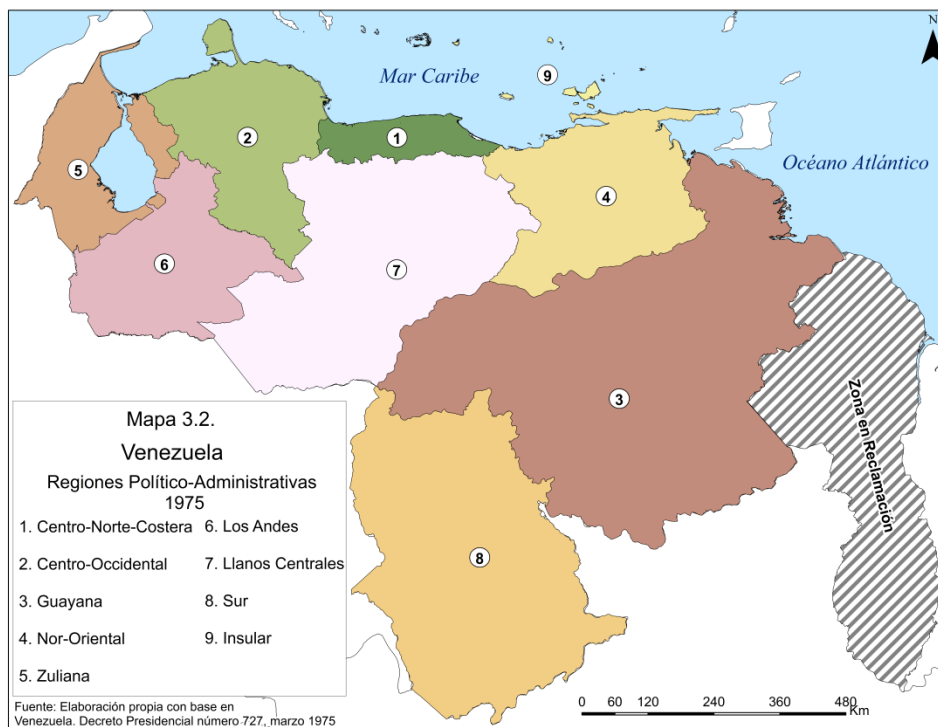 N
Mar Caribe
9
Océano Atlántico
1
2
5
4
6
7
3
Zona en Reclamación
8
Mapa 3.2.
Venezuela
Regiones Político-Administrativas
1975
1. Centro-Norte-Costera
2. Centro-Occidental
3. Guayana
4. Nor-Oriental
5. Zuliana
6. Los Andes
7. Llanos Centrales
8. Sur
9. Insular
Fuente: Elaboración propia con base en
Venezuela. Decreto Presidencial número 727, marzo 1975
0 60 120 240 360 480
Km